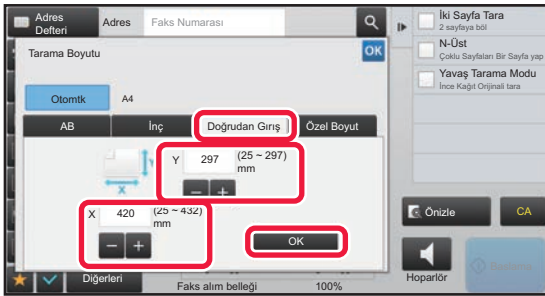 Adres Defteri
Adres
Faks Numarası
Tarama Boyutu
OK
Otomtk
A4
AB
İnç
Doğrudan Giriş
Özel Boyut
Y
297
(25 ~ 297)
mm
Y
X
X
420
(25 ~ 432)
mm
OK
Diğerleri
Faks alım belleği
100%
İki Sayfa Tara
2 sayfaya böl
N-Üst
Çoklu Sayfaları Bir Sayfa yap
Yavaş Tarama Modu
İnce Kağıt Orijinali tara
Önizle
CA
Hoparlör